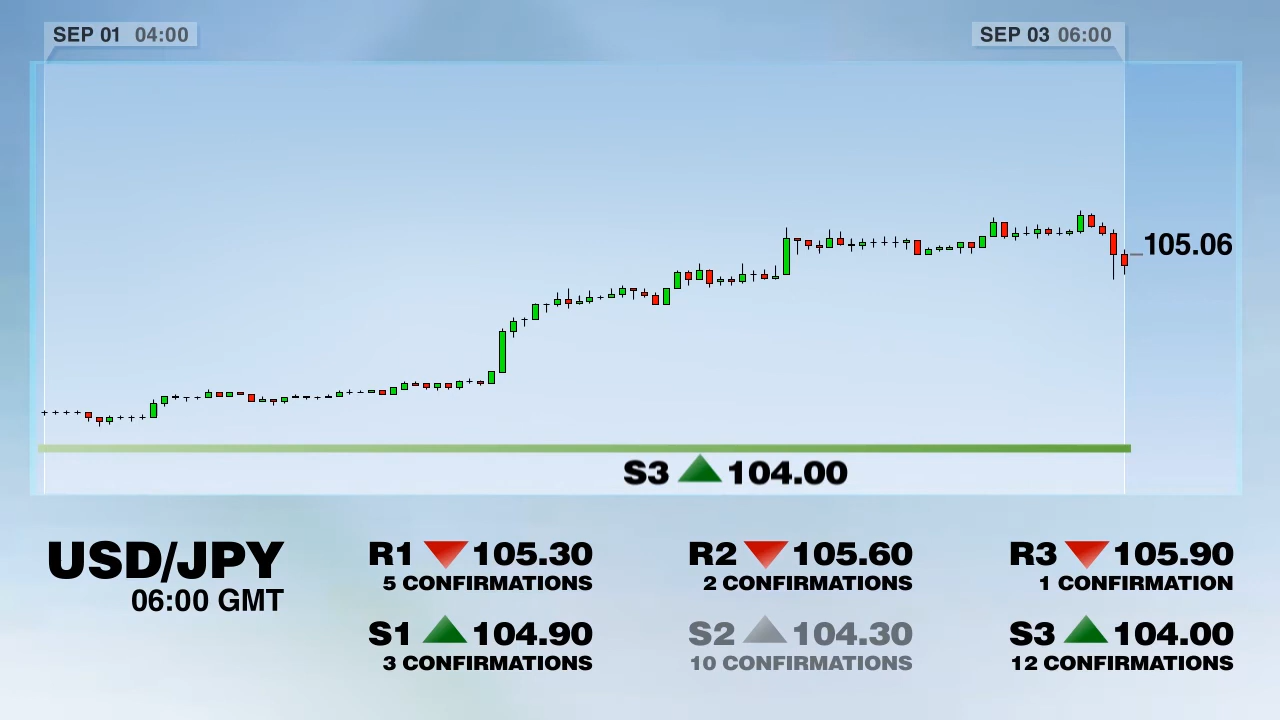 SEP 01 04:00
SEP 03 06:00
105.06
S3 104.00
USD/JPY
06:00 GMT
R1 105.30
5 CONFIRMATIONS
R2 105.60
2 CONFIRMATIONS
R3 105.90
1 CONFIRMATION
S1 104.90
3 CONFIRMATIONS
S2 104.30
10 CONFIRMATIONS
S3 104.00
12 CONFIRMATIONS